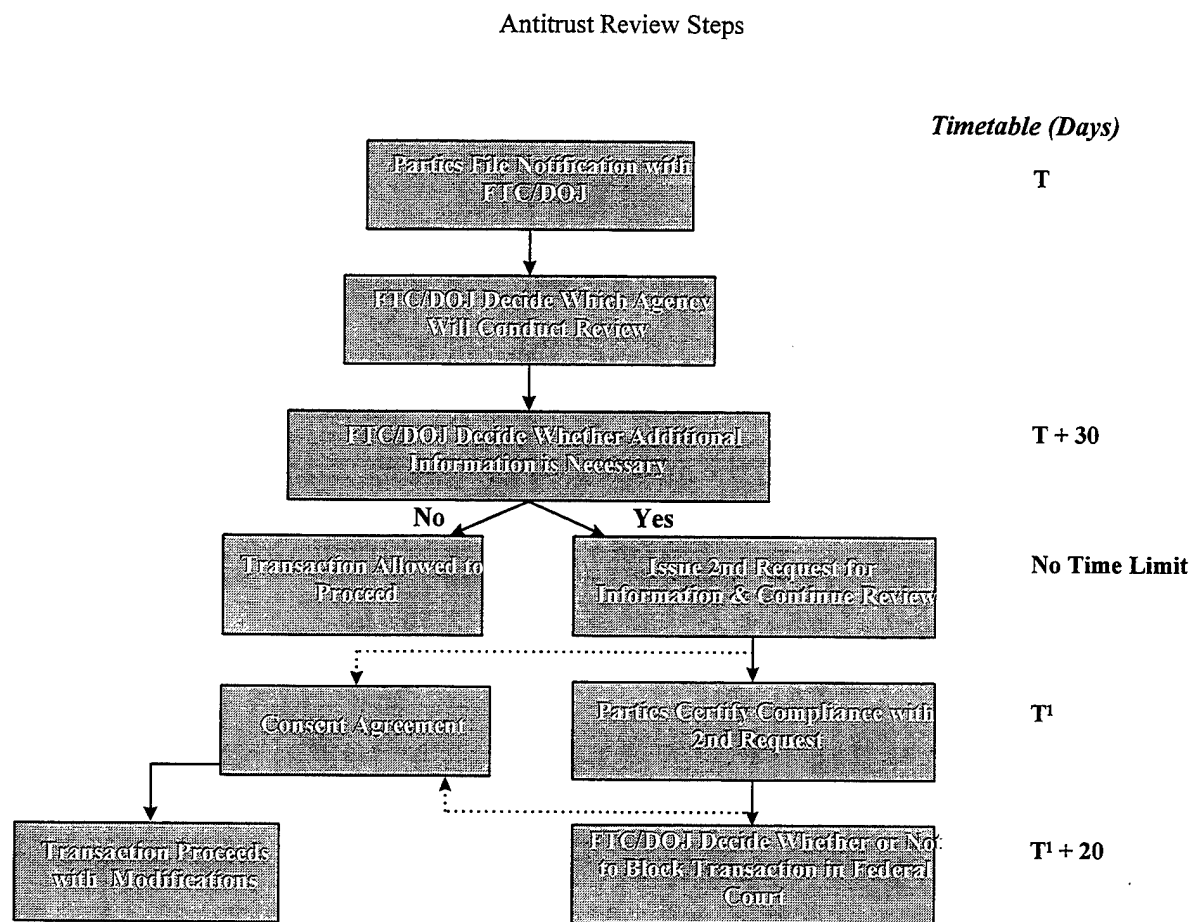 Antitrust Review Steps
Timetable (Days)
Parties File Notification with
FTC/DOJ
T
FTC/DOJ Decide Which Agency
Will Conduct Review
FTC/DOJ Decide Whether Additional
Information is Necessary
T + 30
No
Yes
Transaction Allowed to
Proceed
Issue 2nd Request for
Information & Continue Review
No Time Limit
Consent Agreement
Parties Certify Compliance with
2nd Request
T¹
Transaction Proceeds
with Modifications
FTC/DOJ Decide Whether or Not
to Block Transaction in Federal
Court
T¹ + 20